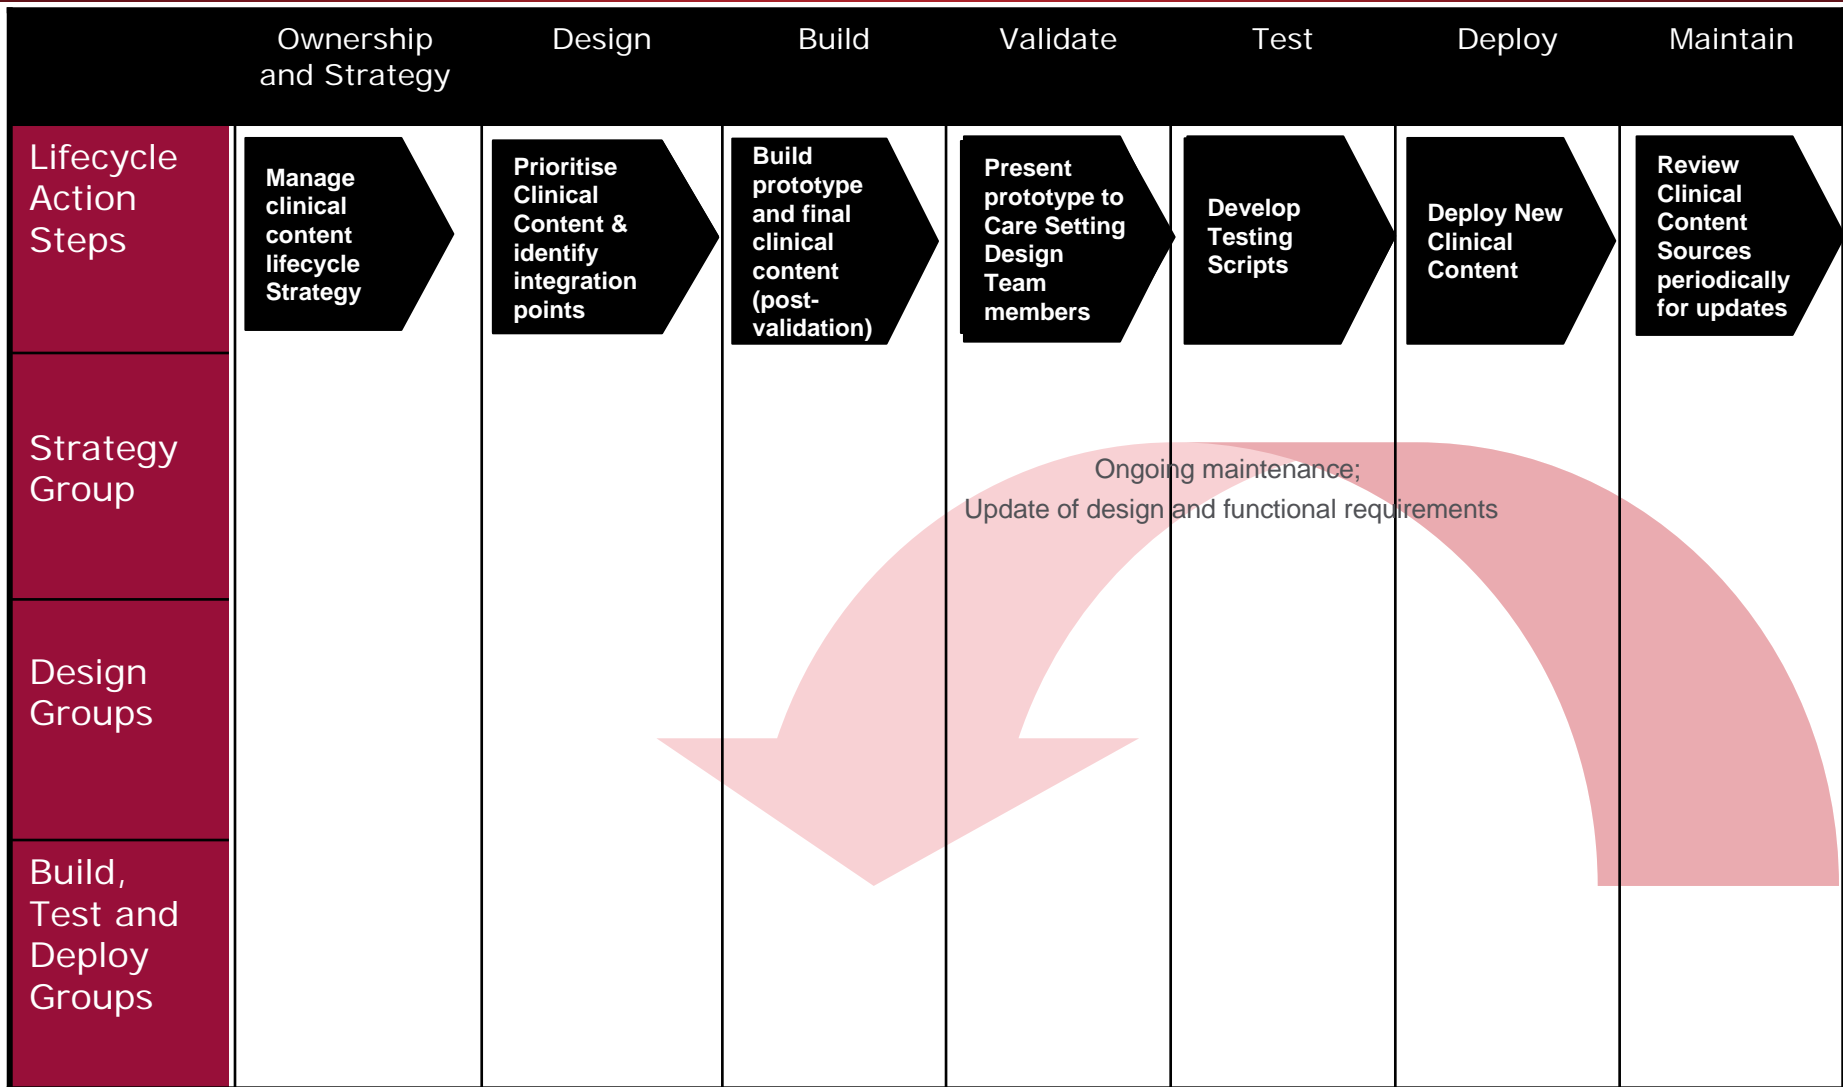 Ownership
and Strategy
Design
Build
Validate
Test
Deploy
Maintain
Lifecycle
Action
Steps
Manage
clinical
content
lifecycle
Strategy
Prioritise
Clinical
Content &
identify
integration
points
Build
prototype
and final
clinical
content
(post-
validation)
Present
prototype to
Care Setting
Design
Team
members
Develop
Testing
Scripts
Deploy New
Clinical
Content
Review
Clinical
Content
Sources
periodically
for updates
Strategy
Group
Ongoing maintenance;
Update of design and functional requirements
Design
Groups
Build,
Test and
Deploy
Groups